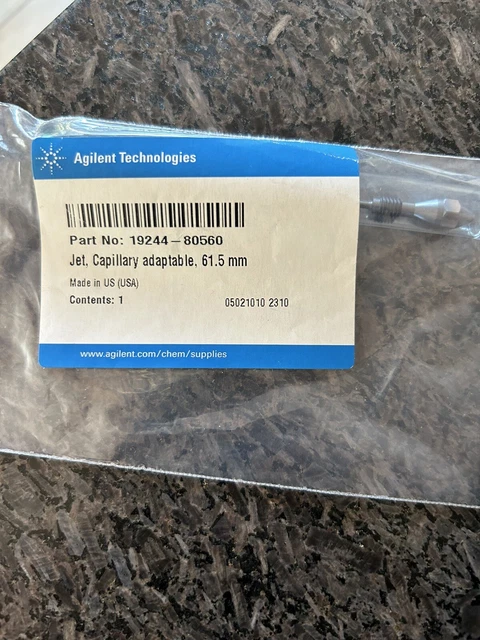 Agilent Technologies
Part No: 19244-80560
Jet, Capillary adaptable, 61.5 mm
Made in US (USA)
Contents: 1
05021010 2310
www.agilent.com/chem/supplies